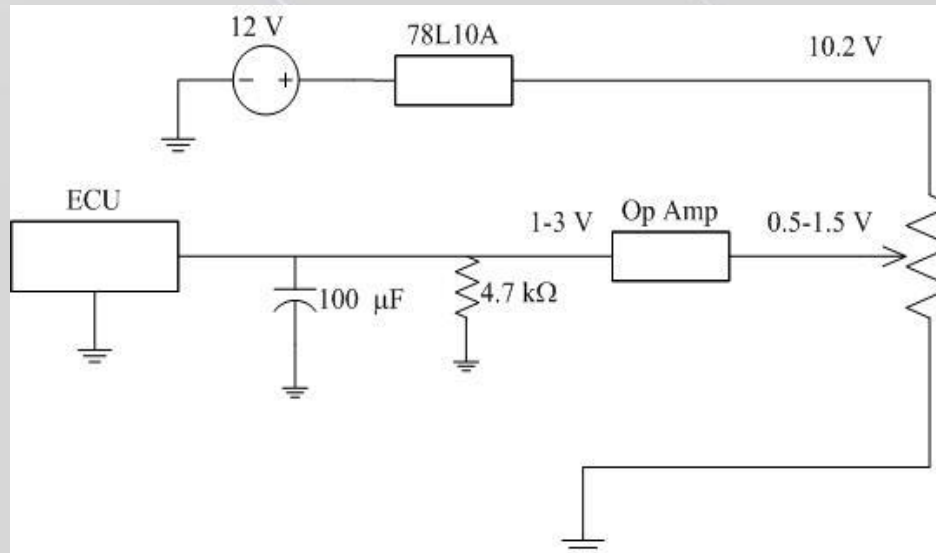 12 V
78L10A
10.2 V
- +
ECU
1-3 V
Op Amp
0.5-1.5 V
100 μF
4.7 kΩ